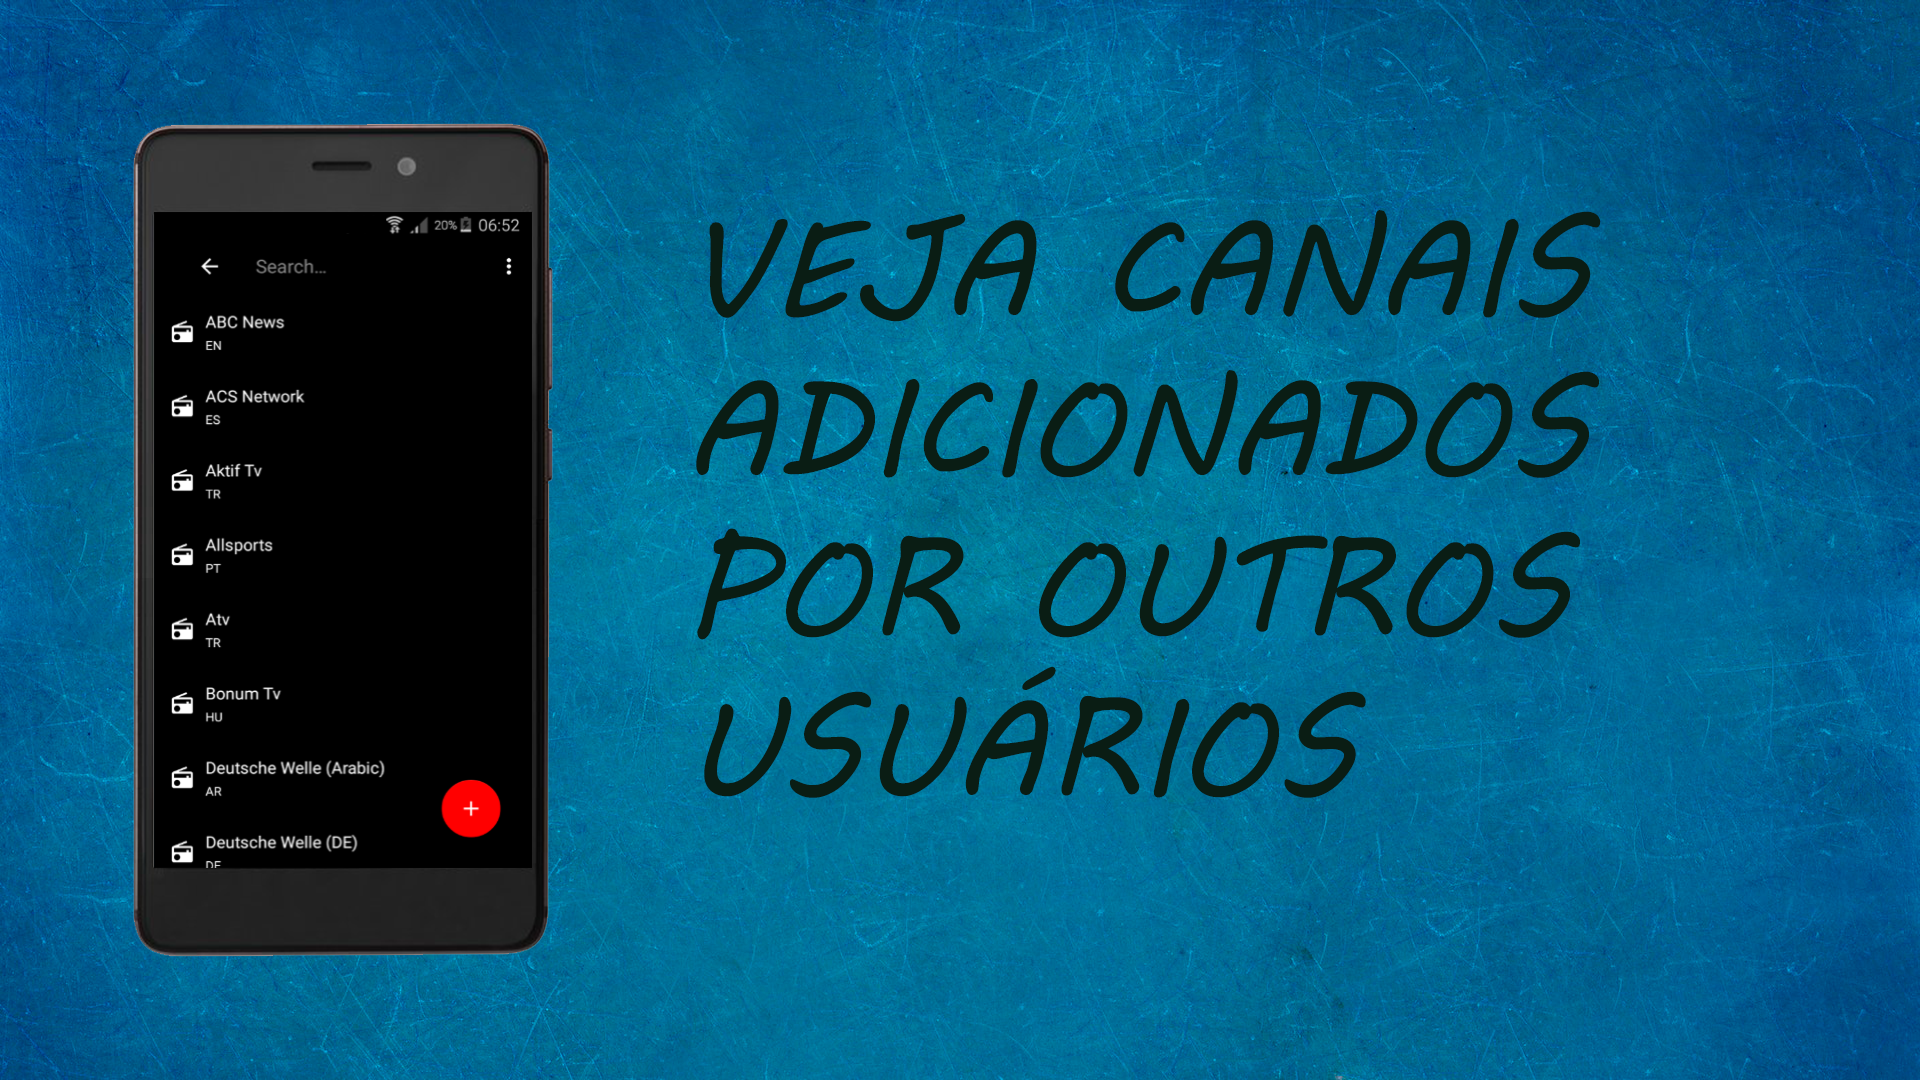 20% 06:52
Search...
ABC News
EN
ACS Network
ES
Aktif Tv
TR
Allsports
PT
Atv
TR
Bonum Tv
HU
Deutsche Welle (Arabic)
AR
+
Deutsche Welle (DE)
DE
VEJA CANAIS
ADICIONADOS
POR OUTROS
USUÁRIOS